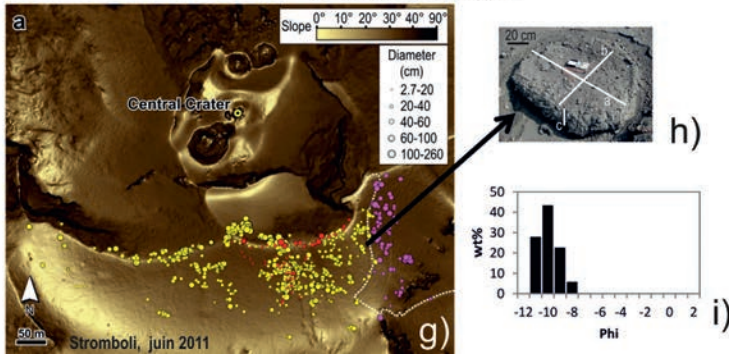 a
Slope 0° 10° 20° 30° 40° 90°
Diameter
(cm)
2.7-20
20-40
40-60
60-100
100-260
Central Crater
N
50 m
Stromboli, juin 2011
g)
20 cm
b
a
c
h)
50
40
30
20
10
0
wt%
-12 -10 -8 -6 -4 -2 0 2
Phi
i)